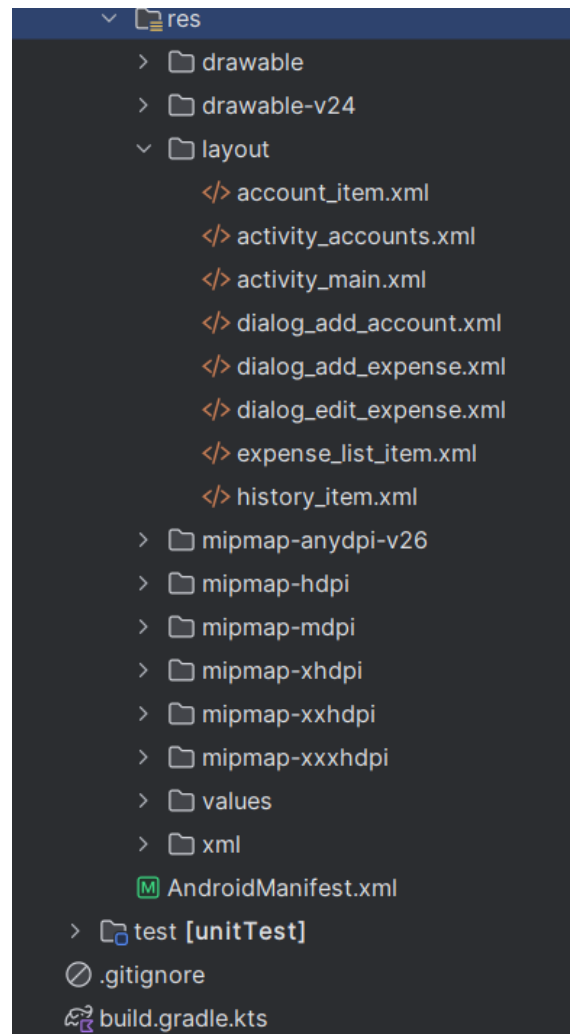 res
drawable
drawable-v24
layout
</> account_item.xml
</> activity_accounts.xml
</> activity_main.xml
</> dialog_add_account.xml
</> dialog_add_expense.xml
</> dialog_edit_expense.xml
</> expense_list_item.xml
</> history_item.xml
mipmap-anydpi-v26
mipmap-hdpi
mipmap-mdpi
mipmap-xhdpi
mipmap-xxhdpi
mipmap-xxxhdpi
values
xml
M AndroidManifest.xml
test [unitTest]
.gitignore
build.gradle.kts